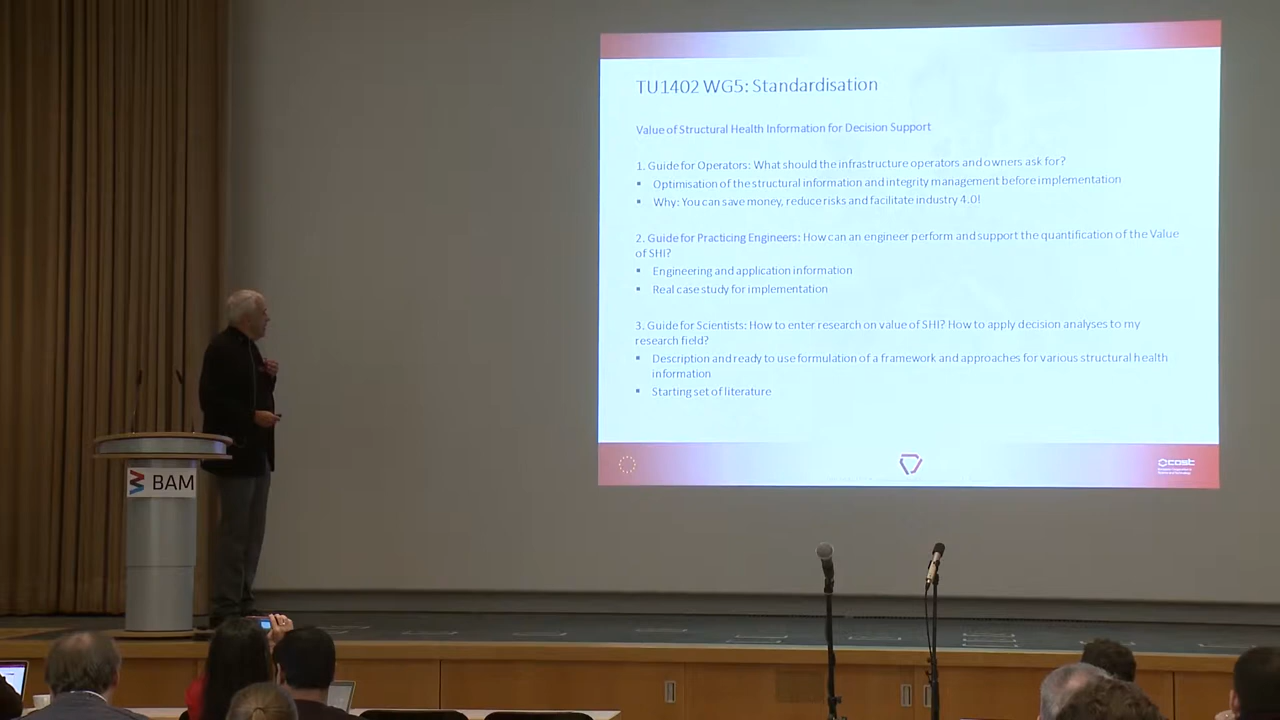 TU1402 WG5: Standardisation
Value of Structural Health Information for Decision Support
1. Guide for Operators: What should the infrastructure operators and owners ask for?
▪ Optimisation of the structural information and integrity management before implementation
▪ Why: You can save money, reduce risks and facilitate industry 4.0!
2. Guide for Practicing Engineers: How can an engineer perform and support the quantification of the Value
of SHI?
▪ Engineering and application information
▪ Real case study for implementation
3. Guide for Scientists: How to enter research on value of SHI? How to apply decision analyses to my
research field?
▪ Description and ready to use formulation of a framework and approaches for various structural health
information
▪ Starting set of literature
cost
BAM